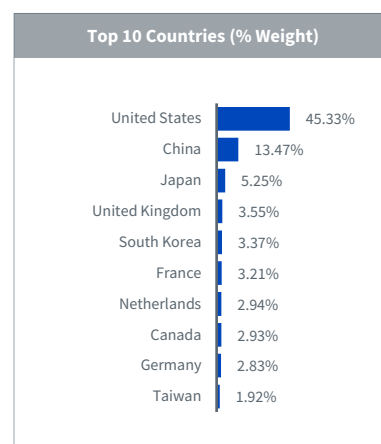 Top 10 Countries (% Weight)
United States 45.33%
China 13.47%
Japan 5.25%
United Kingdom 3.55%
South Korea 3.37%
France 3.21%
Netherlands 2.94%
Canada 2.93%
Germany 2.83%
Taiwan 1.92%